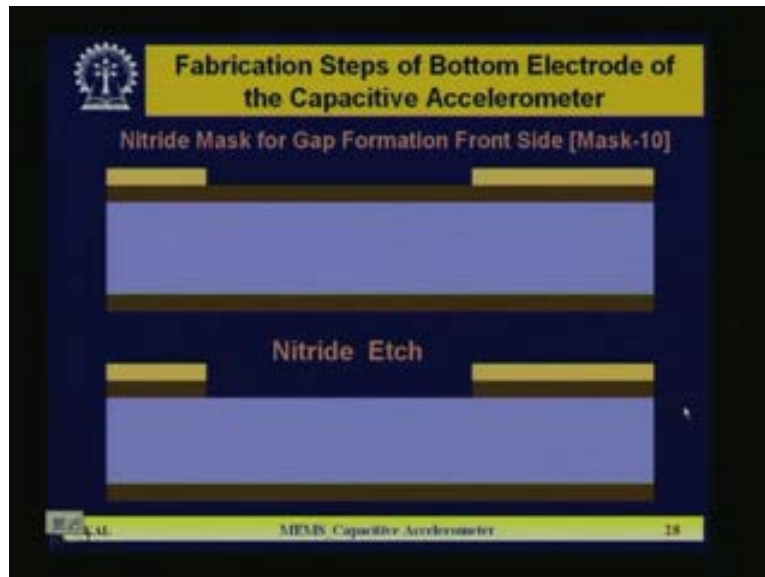 Fabrication Steps of Bottom Electrode of
the Capacitive Accelerometer
Nitride Mask for Gap Formation Front Side [Mask-10]
Nitride Etch
KAL
MEMS Capacitive Accelerometer
28